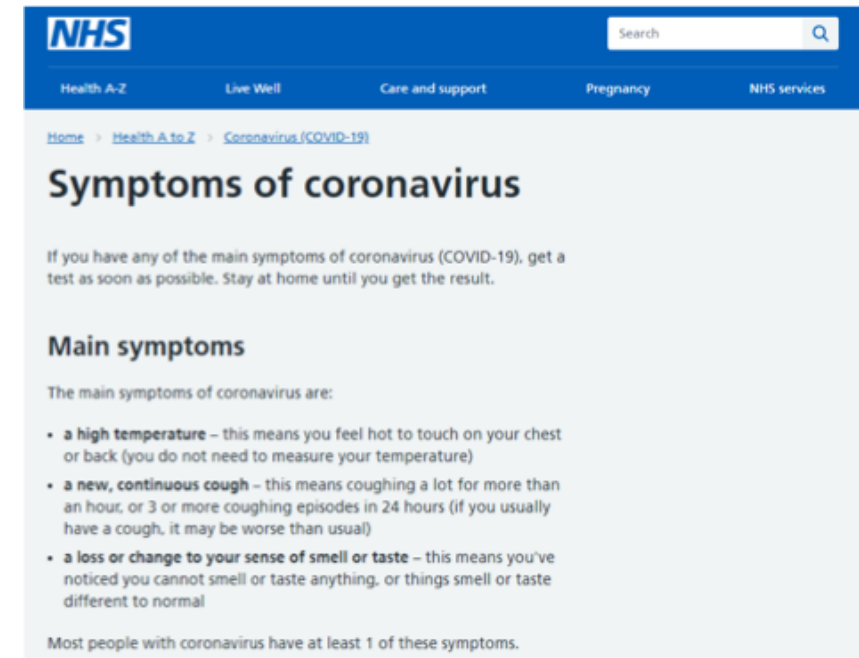 NHS
Search
Health A-Z Live Well Care and support Pregnancy NHS services
Home > Health A to Z > Coronavirus (COVID-19)
Symptoms of coronavirus
If you have any of the main symptoms of coronavirus (COVID-19), get a
test as soon as possible. Stay at home until you get the result.
Main symptoms
The main symptoms of coronavirus are:
• a high temperature – this means you feel hot to touch on your chest
or back (you do not need to measure your temperature)
• a new, continuous cough – this means coughing a lot for more than
an hour, or 3 or more coughing episodes in 24 hours (if you usually
have a cough, it may be worse than usual)
• a loss or change to your sense of smell or taste – this means you've
noticed you cannot smell or taste anything, or things smell or taste
different to normal
Most people with coronavirus have at least 1 of these symptoms.